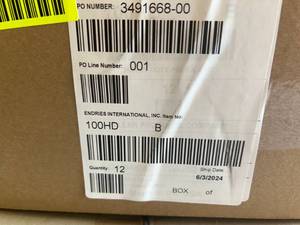 PO NUMBER: 3491668-00
PO Line Number: 001
ENDRIES INTERNATIONAL, INC. Item No:
100HD B
Quantity: 12
Ship Date
6/3/2024
BOX of